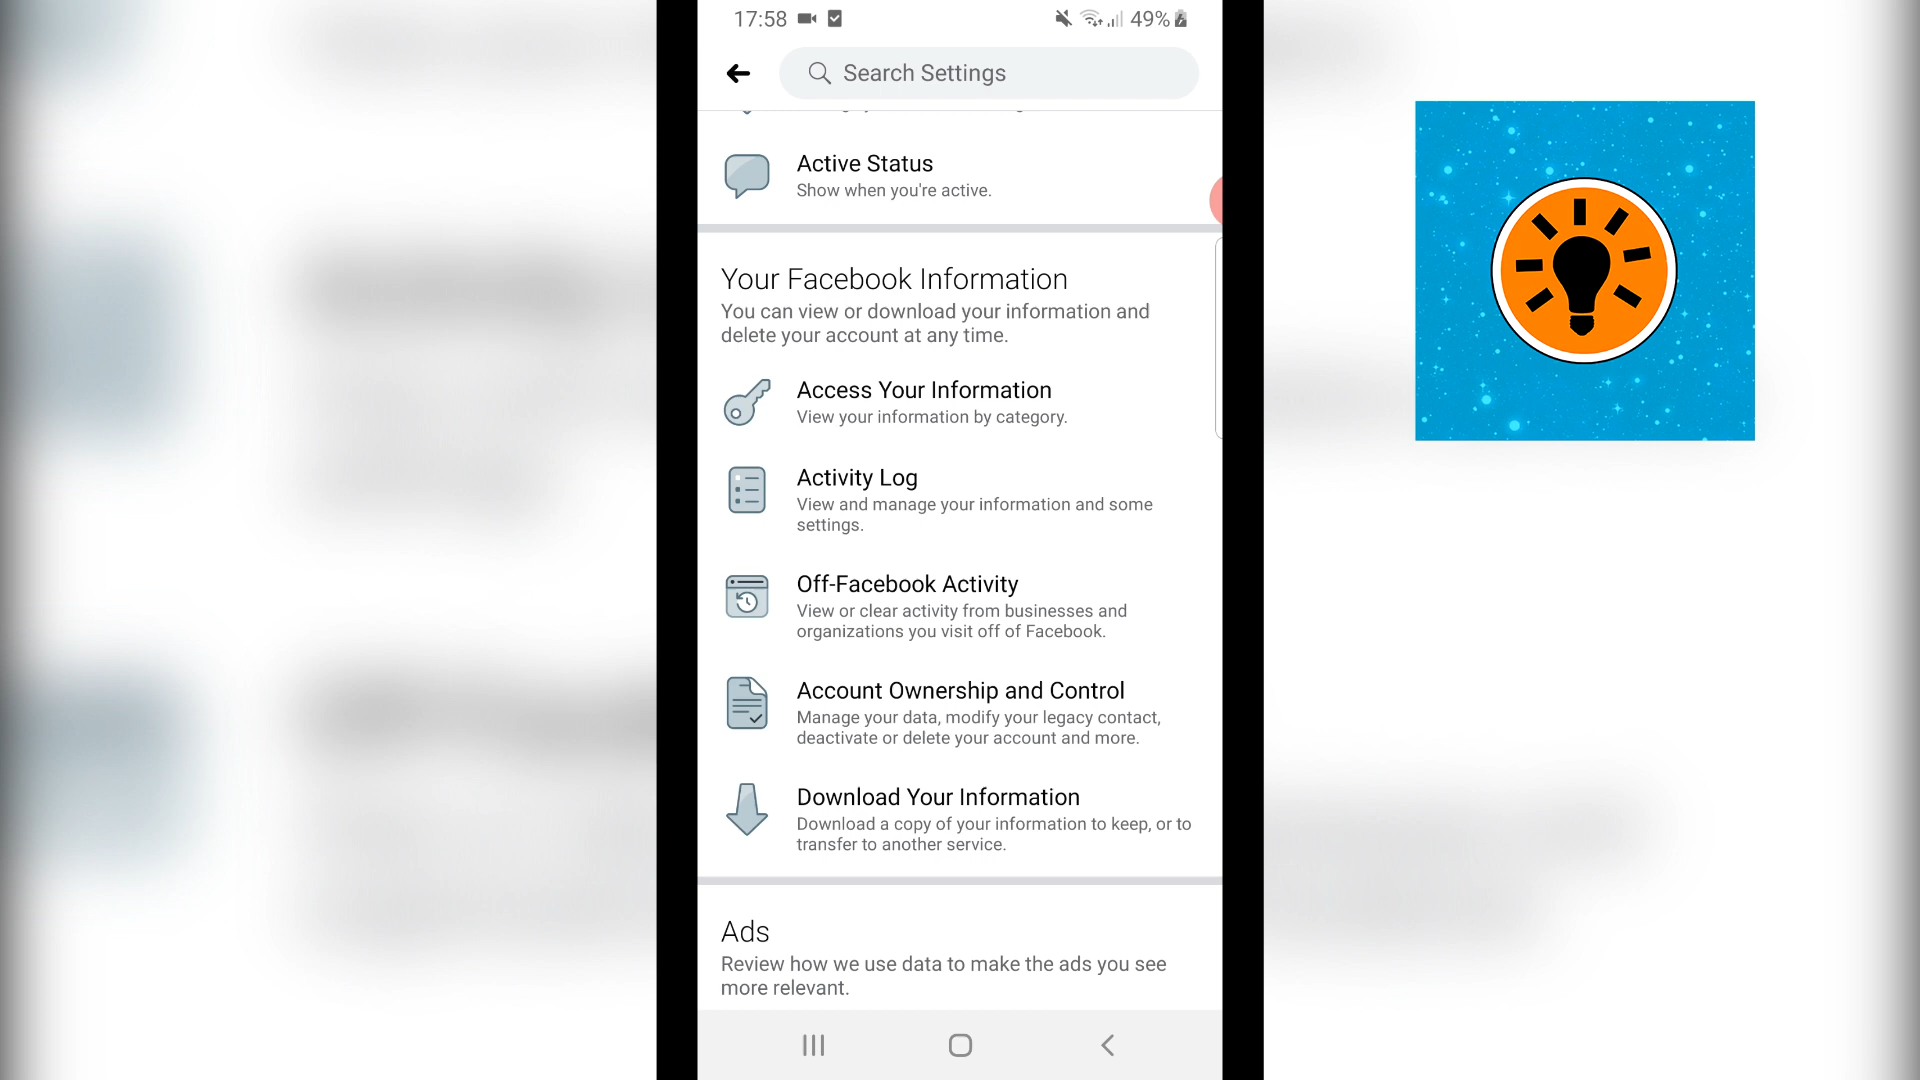 17:58
49%
Search Settings
Active Status
Show when you're active.
Your Facebook Information
You can view or download your information and
delete your account at any time.
Access Your Information
View your information by category.
Activity Log
View and manage your information and some
settings.
Off-Facebook Activity
View or clear activity from businesses and
organizations you visit off of Facebook.
Account Ownership and Control
Manage your data, modify your legacy contact,
deactivate or delete your account and more.
Download Your Information
Download a copy of your information to keep, or to
transfer to another service.
Ads
Review how we use data to make the ads you see
more relevant.